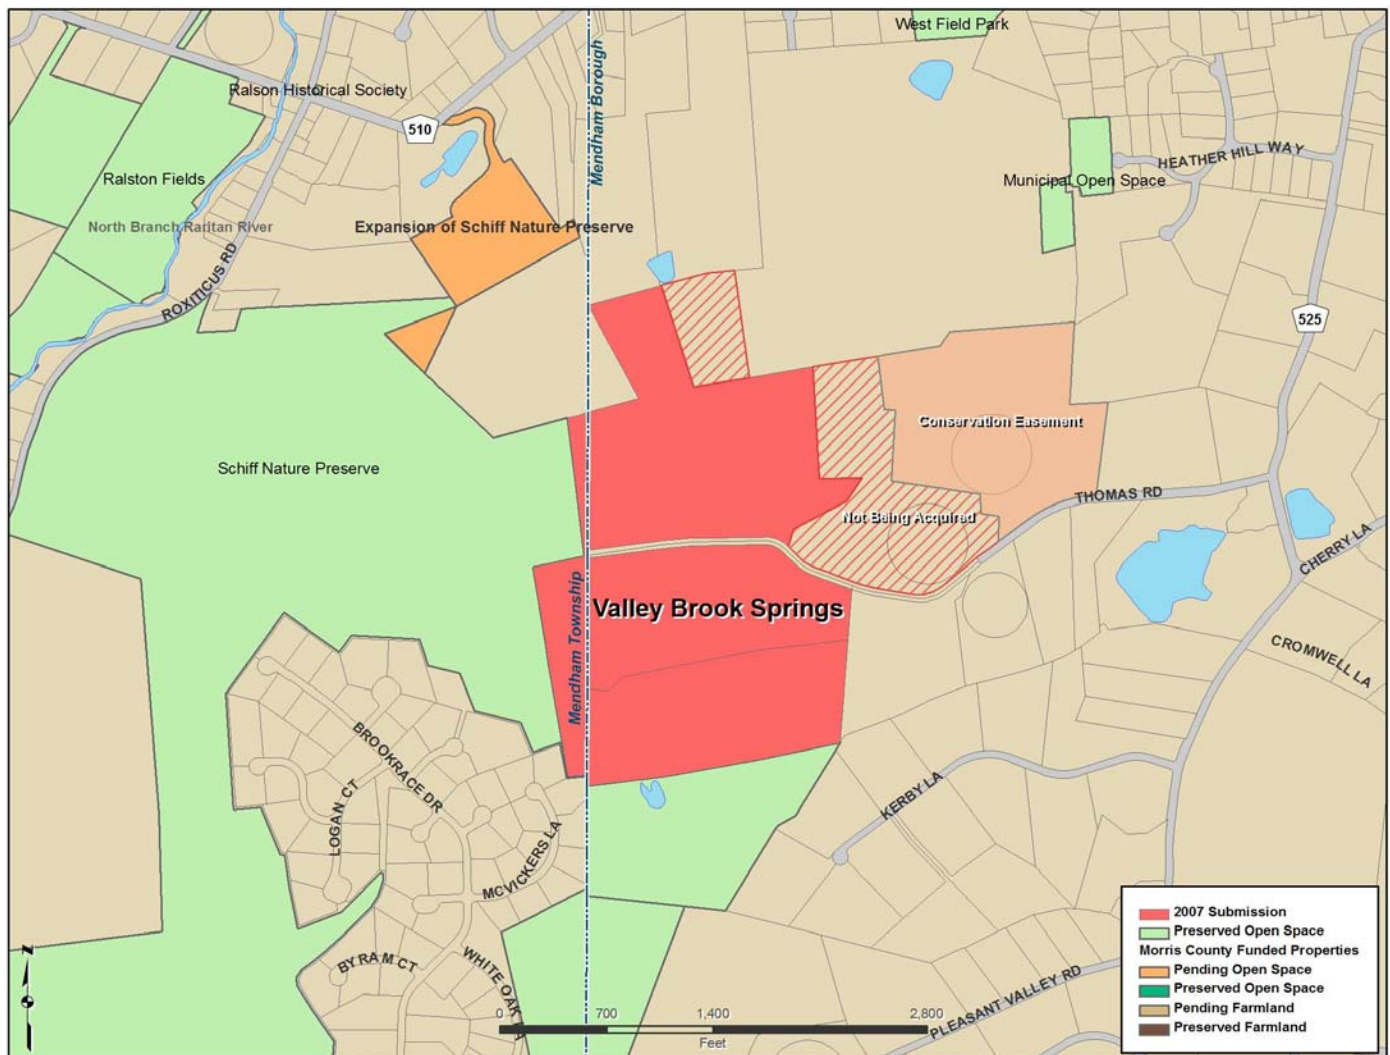 West Field Park
Mendham Borough
Ralson Historical Society
510
HEATHER HILL WAY
Ralston Fields
Municipal Open Space
North Branch Raritan River
Expansion of Schiff Nature Preserve
ROXITICUS RD
525
Conservation Easement
Schiff Nature Preserve
THOMAS RD
Not Being Acquired
CHERRY LA
Mendham Township
Valley Brook Springs
CROMWELL LA
BROOKRACE DR
LOGAN CT
KERBY LA
MCVICKERS LA
BYRAM CT
WHITE OAK LA
PLEASANT VALLEY RD
2007 Submission
Preserved Open Space
Morris County Funded Properties
Pending Open Space
Preserved Open Space
Pending Farmland
Preserved Farmland
N
0 700 1,400 2,800
Feet